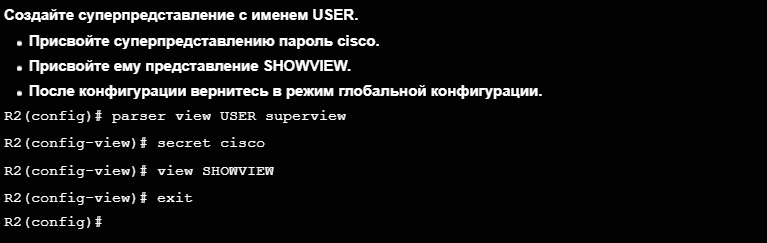 Создайте суперпредставление с именем USER.
• Присвойте суперпредставлению пароль cisco.
• Присвойте ему представление SHOWVIEW.
• После конфигурации вернитесь в режим глобальной конфигурации.
R2(config)# parser view USER superview
R2(config-view)# secret cisco
R2(config-view)# view SHOWVIEW
R2(config-view)# exit
R2(config)#